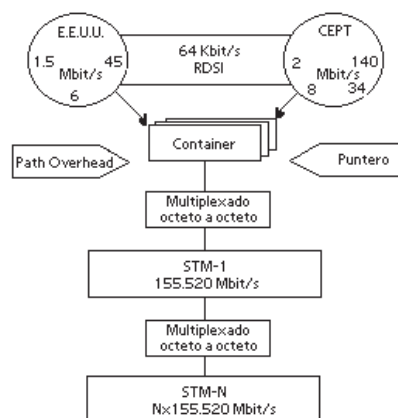 E.E.U.U.
1.5 45
Mbit/s
6
64 Kbit/s
RDSI
CEPT
2 140
Mbit/s
8 34
Container
Path Overhead
Puntero
Multiplexado
octeto a octeto
STM-1
155.520 Mbit/s
Multiplexado
octeto a octeto
STM-N
Nx155.520 Mbit/s